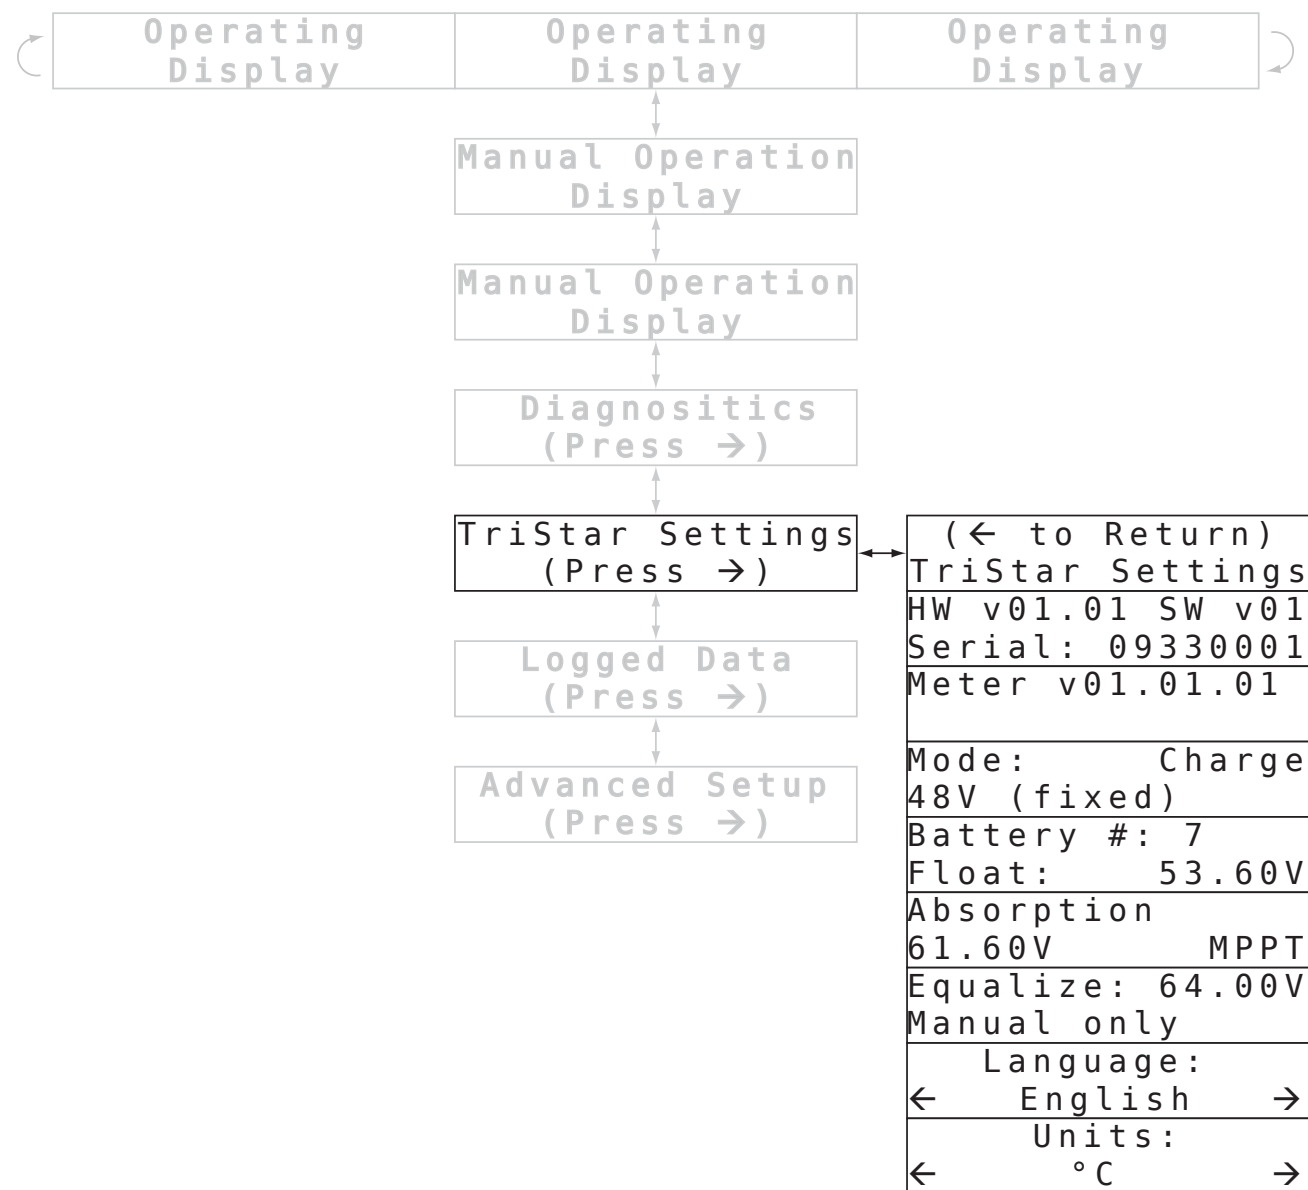 Operating Operating Operating
Display Display Display
Manual Operation
Display
Manual Operation
Display
Diagnositics
(Press →)
TriStar Settings
(Press →)
(← to Return)
TriStar Settings
HW v01.01 SW v01
Serial: 09330001
Meter v01.01.01
Mode: Charge
48V (fixed)
Battery #: 7
Float: 53.60V
Absorption
61.60V MPPT
Equalize: 64.00V
Manual only
Language:
← English →
Units:
← °C →
Logged Data
(Press →)
Advanced Setup
(Press →)